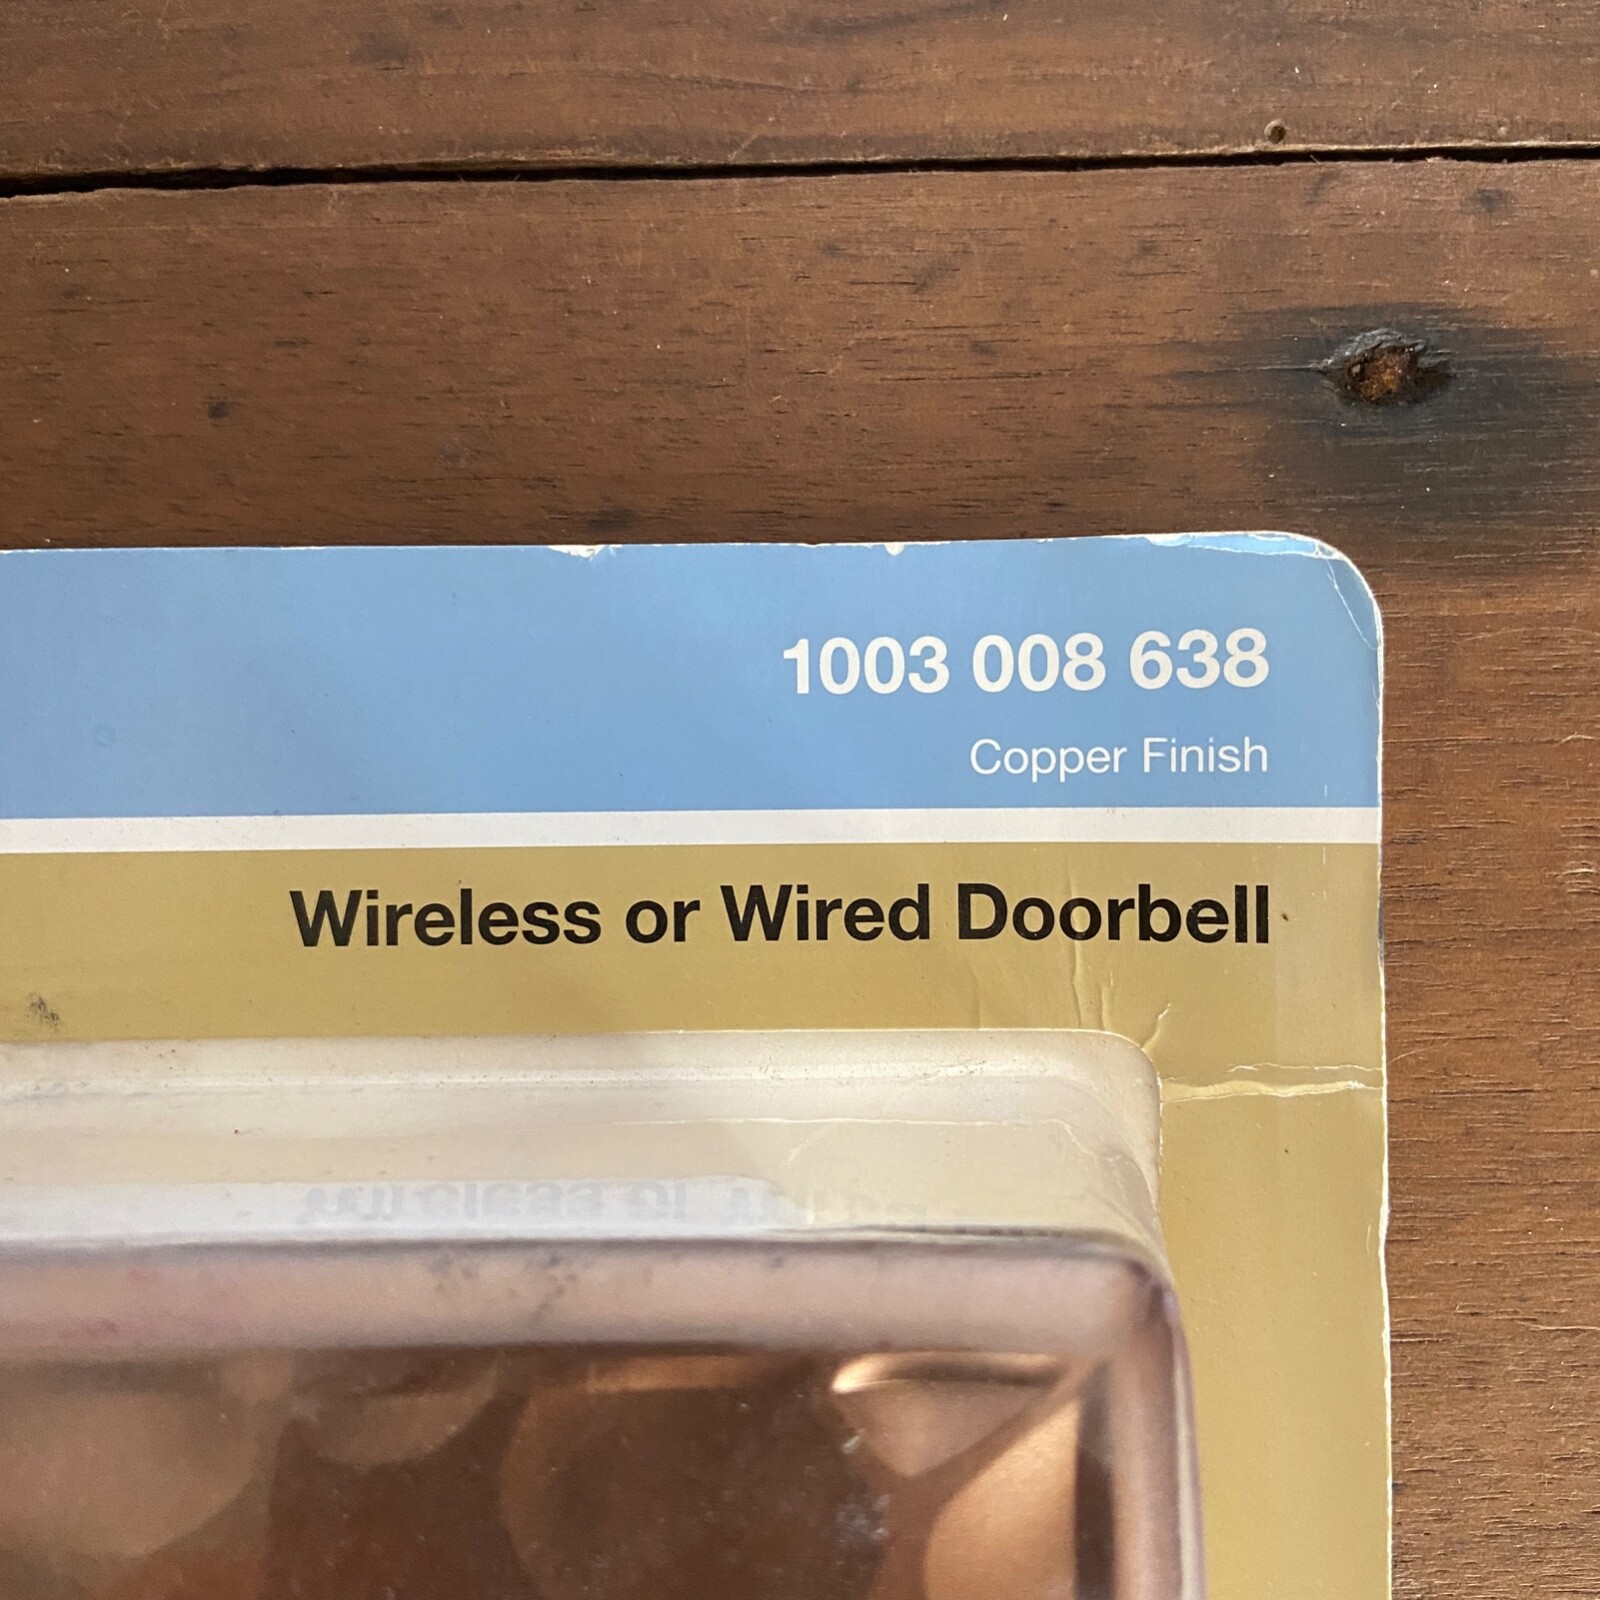 1003 008 638
Copper Finish
Wireless or Wired Doorbell